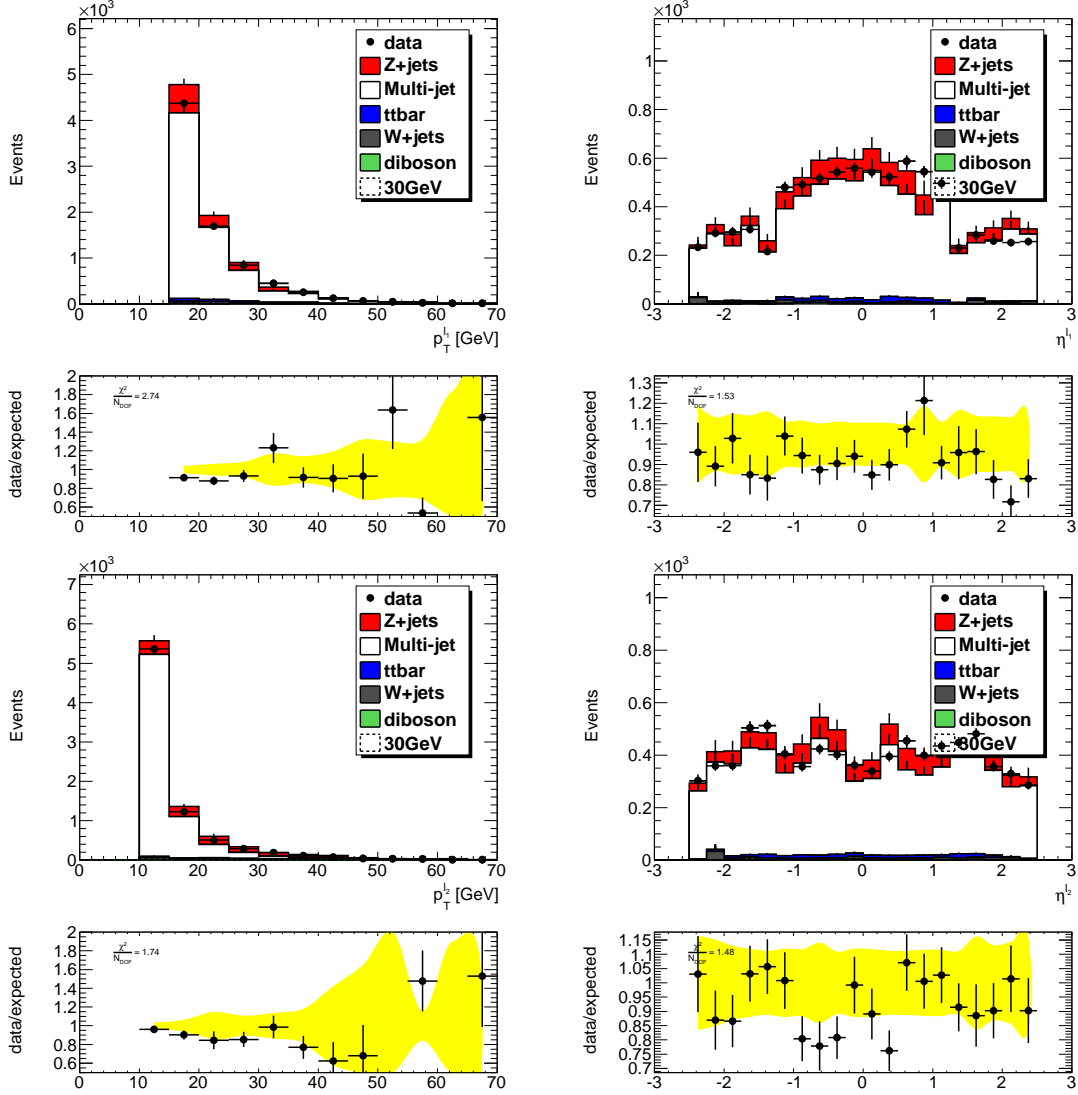 ×10³
Events
6
5
4
3
2
1
0
data
Z+jets
Multi-jet
ttbar
W+jets
diboson
30GeV
0 10 20 30 40 50 60 70
p_T^{l_1} [GeV]
×10³
Events
1
0.8
0.6
0.4
0.2
0
data
Z+jets
Multi-jet
ttbar
W+jets
diboson
30GeV
-3 -2 -1 0 1 2 3
η^{l_1}
data/expected
2
1.8
1.6
1.4
1.2
1
0.8
0.6
χ²/N_DOF = 2.74
0 10 20 30 40 50 60 70
data/expected
1.3
1.2
1.1
1
0.9
0.8
0.7
χ²/N_DOF = 1.53
-3 -2 -1 0 1 2 3
×10³
Events
7
6
5
4
3
2
1
0
data
Z+jets
Multi-jet
ttbar
W+jets
diboson
30GeV
0 10 20 30 40 50 60 70
p_T^{l_2} [GeV]
×10³
Events
1
0.8
0.6
0.4
0.2
0
data
Z+jets
Multi-jet
ttbar
W+jets
diboson
30GeV
-3 -2 -1 0 1 2 3
η^{l_2}
data/expected
2
1.8
1.6
1.4
1.2
1
0.8
0.6
χ²/N_DOF = 1.74
0 10 20 30 40 50 60 70
data/expected
1.15
1.1
1.05
1
0.95
0.9
0.85
0.8
0.75
χ²/N_DOF = 1.48
-3 -2 -1 0 1 2 3